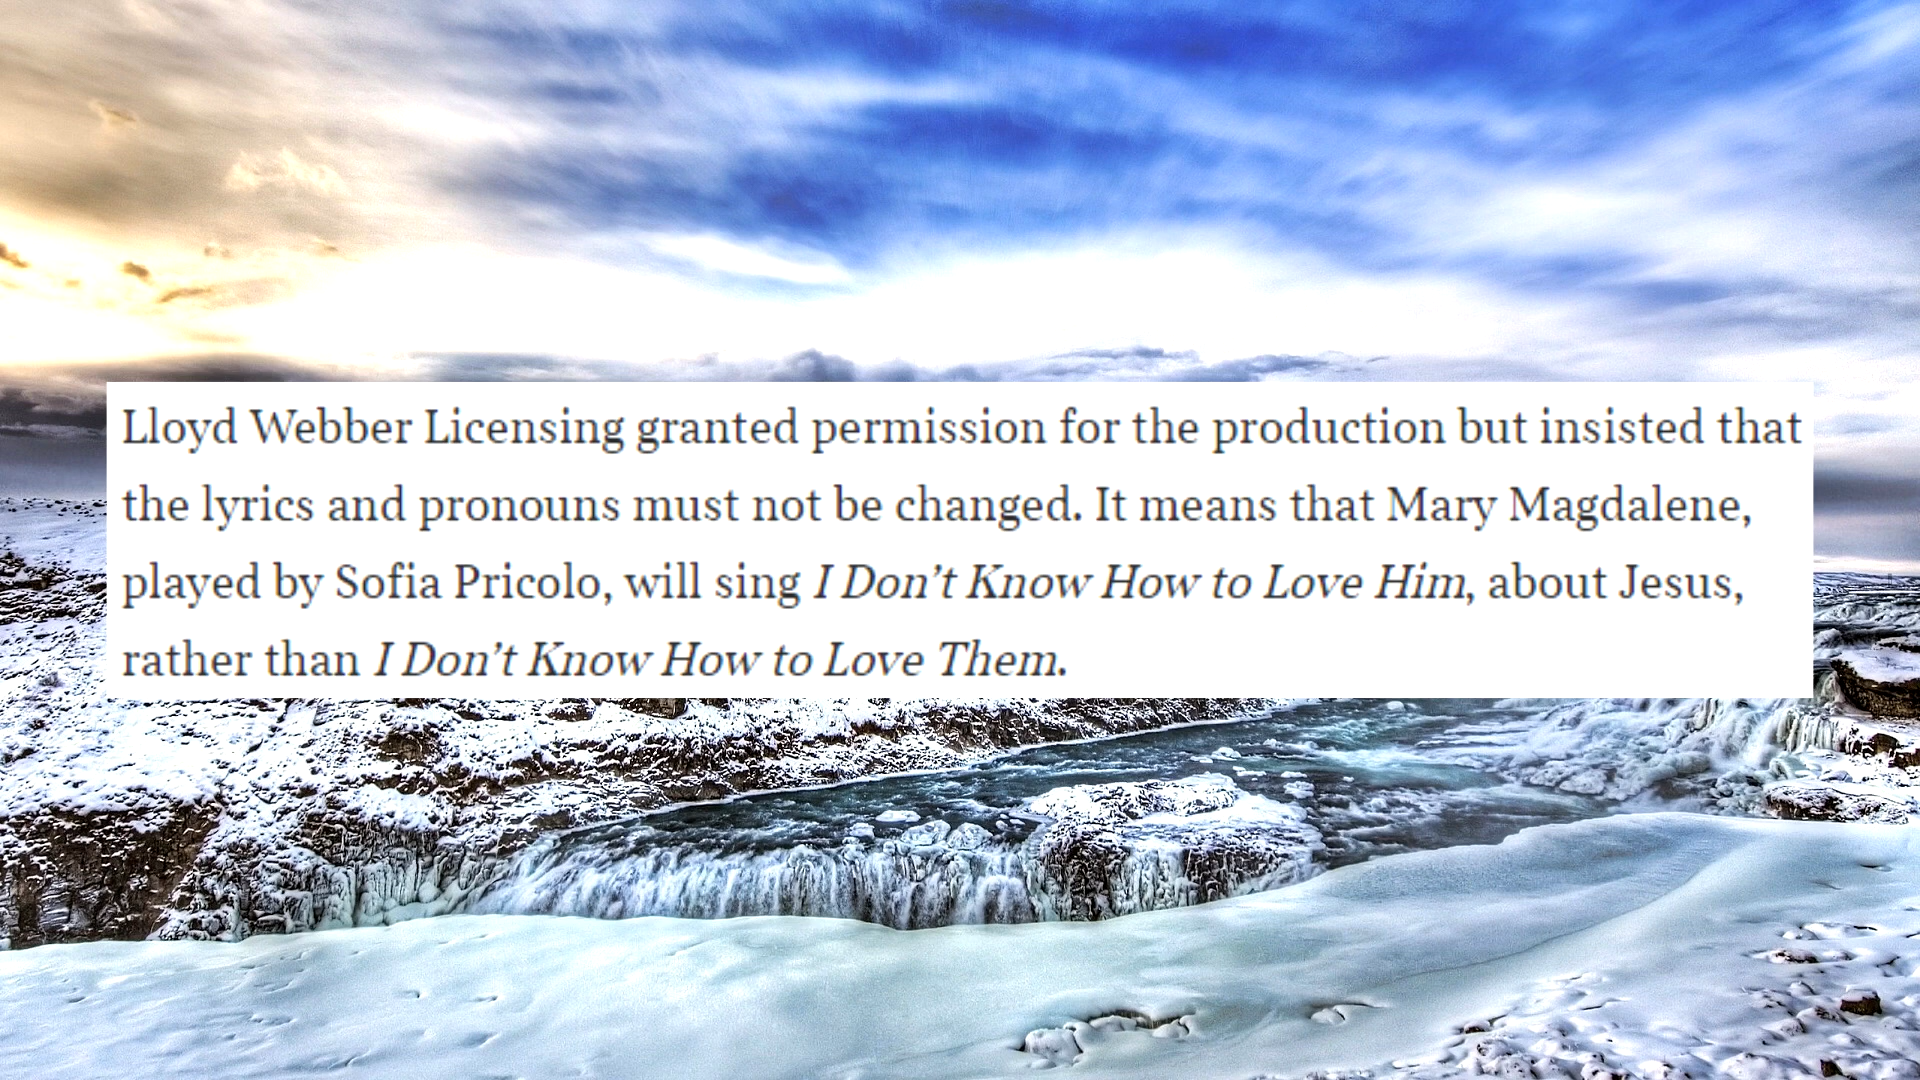 Lloyd Webber Licensing granted permission for the production but insisted that
the lyrics and pronouns must not be changed. It means that Mary Magdalene,
played by Sofia Pricolo, will sing I Don’t Know How to Love Him, about Jesus,
rather than I Don’t Know How to Love Them.